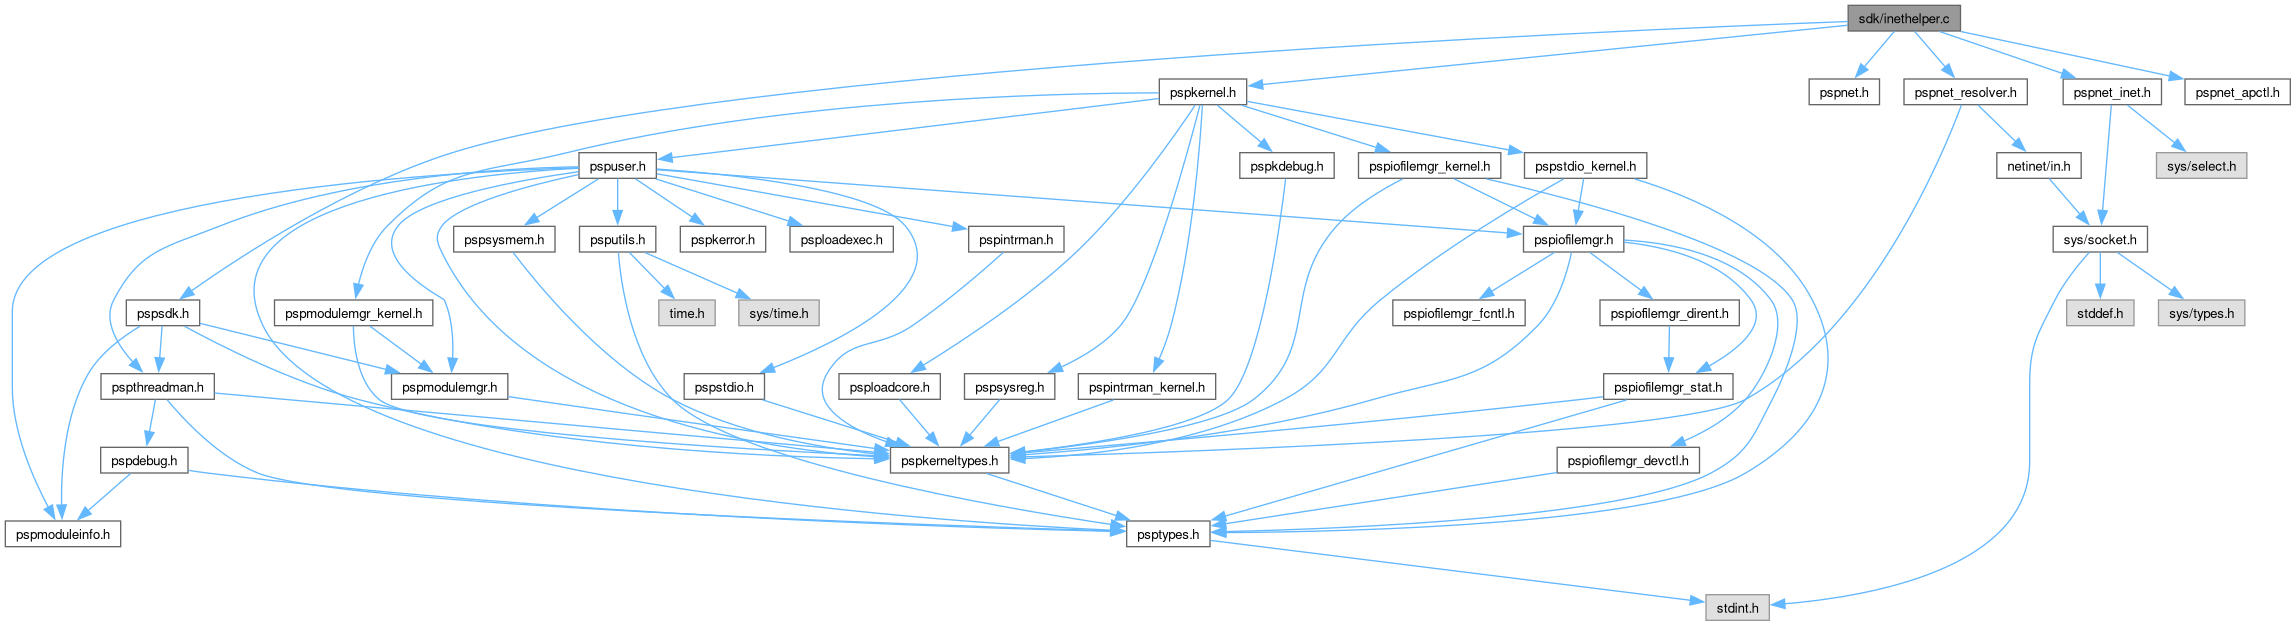 sdk/inethelper.c
pspkernel.h
pspnet.h
pspnet_resolver.h
pspnet_inet.h
pspnet_apctl.h
pspuser.h
pspkdebug.h
pspiofilemgr_kernel.h
pspstdio_kernel.h
netinet/in.h
sys/select.h
pspsysmem.h
psputils.h
pspkerror.h
psploadexec.h
pspintrman.h
pspiofilemgr.h
sys/socket.h
pspsdk.h
pspmodulemgr_kernel.h
time.h
sys/time.h
pspiofilemgr_fcntl.h
pspiofilemgr_dirent.h
stddef.h
sys/types.h
pspthreadman.h
pspmodulemgr.h
pspstdio.h
psploadcore.h
pspsysreg.h
pspintrman_kernel.h
pspiofilemgr_stat.h
pspdebug.h
pspkerneltypes.h
pspiofilemgr_devctl.h
pspmoduleinfo.h
psptypes.h
stdint.h